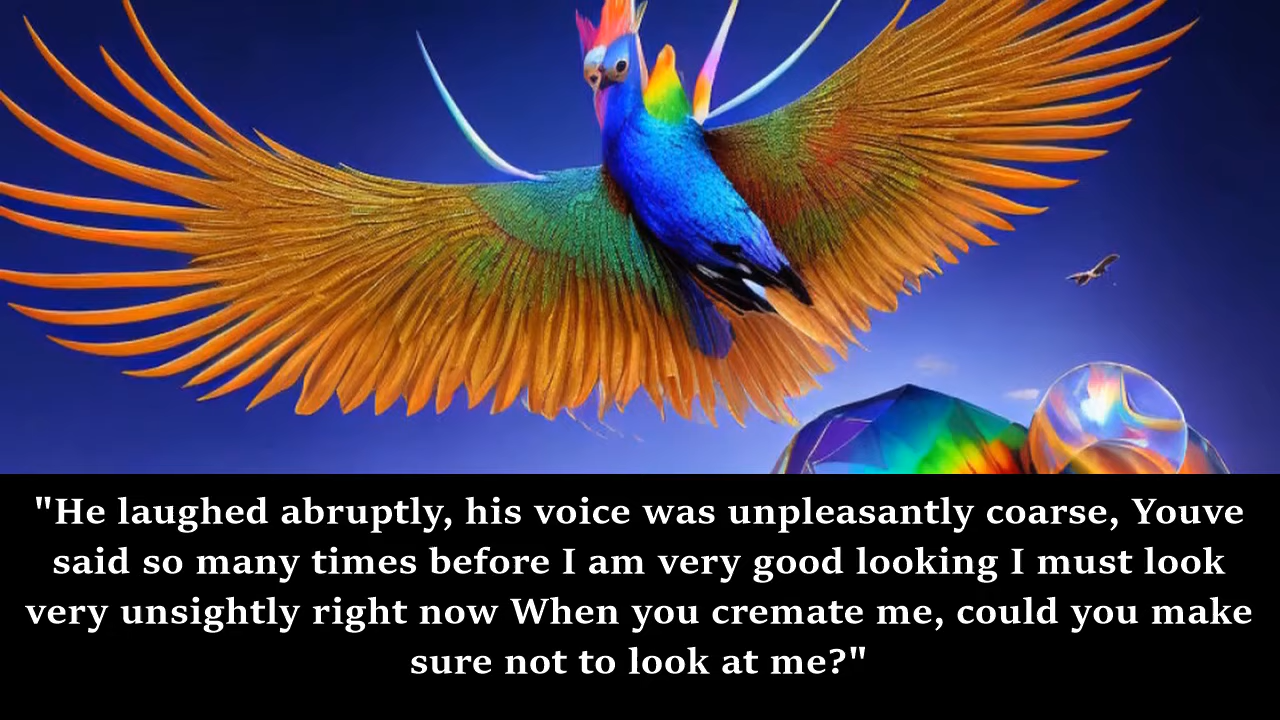 "He laughed abruptly, his voice was unpleasantly coarse, Youve
said so many times before I am very good looking I must look
very unsightly right now When you cremate me, could you make
sure not to look at me?"